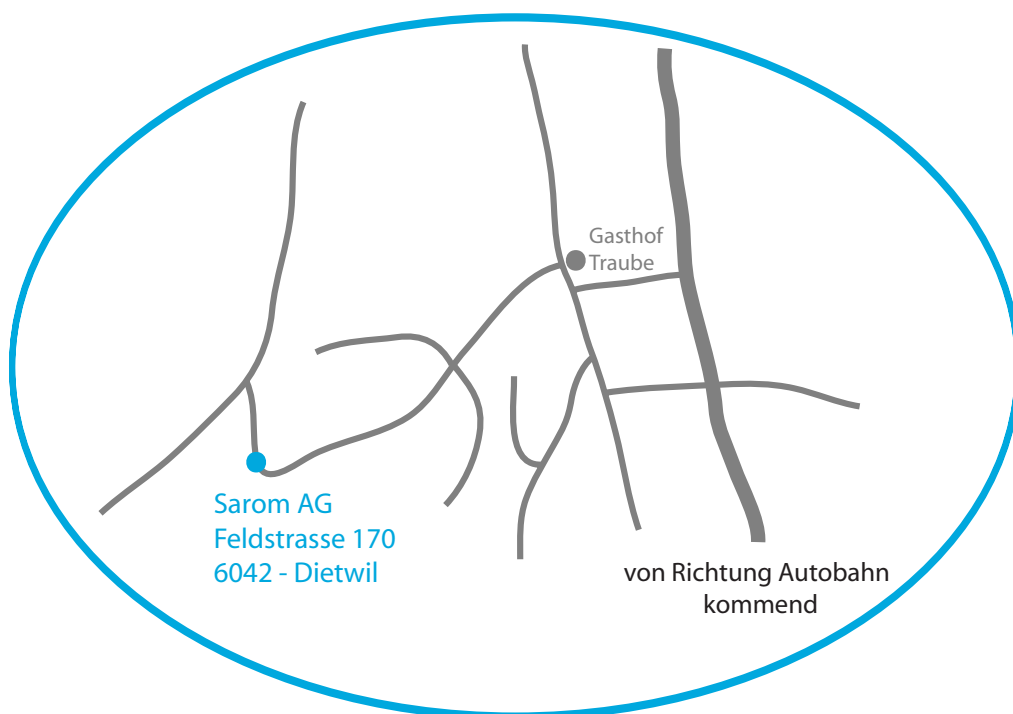 Gasthof
Traube
Sarom AG
Feldstrasse 170
6042 - Dietwil
von Richtung Autobahn
kommend